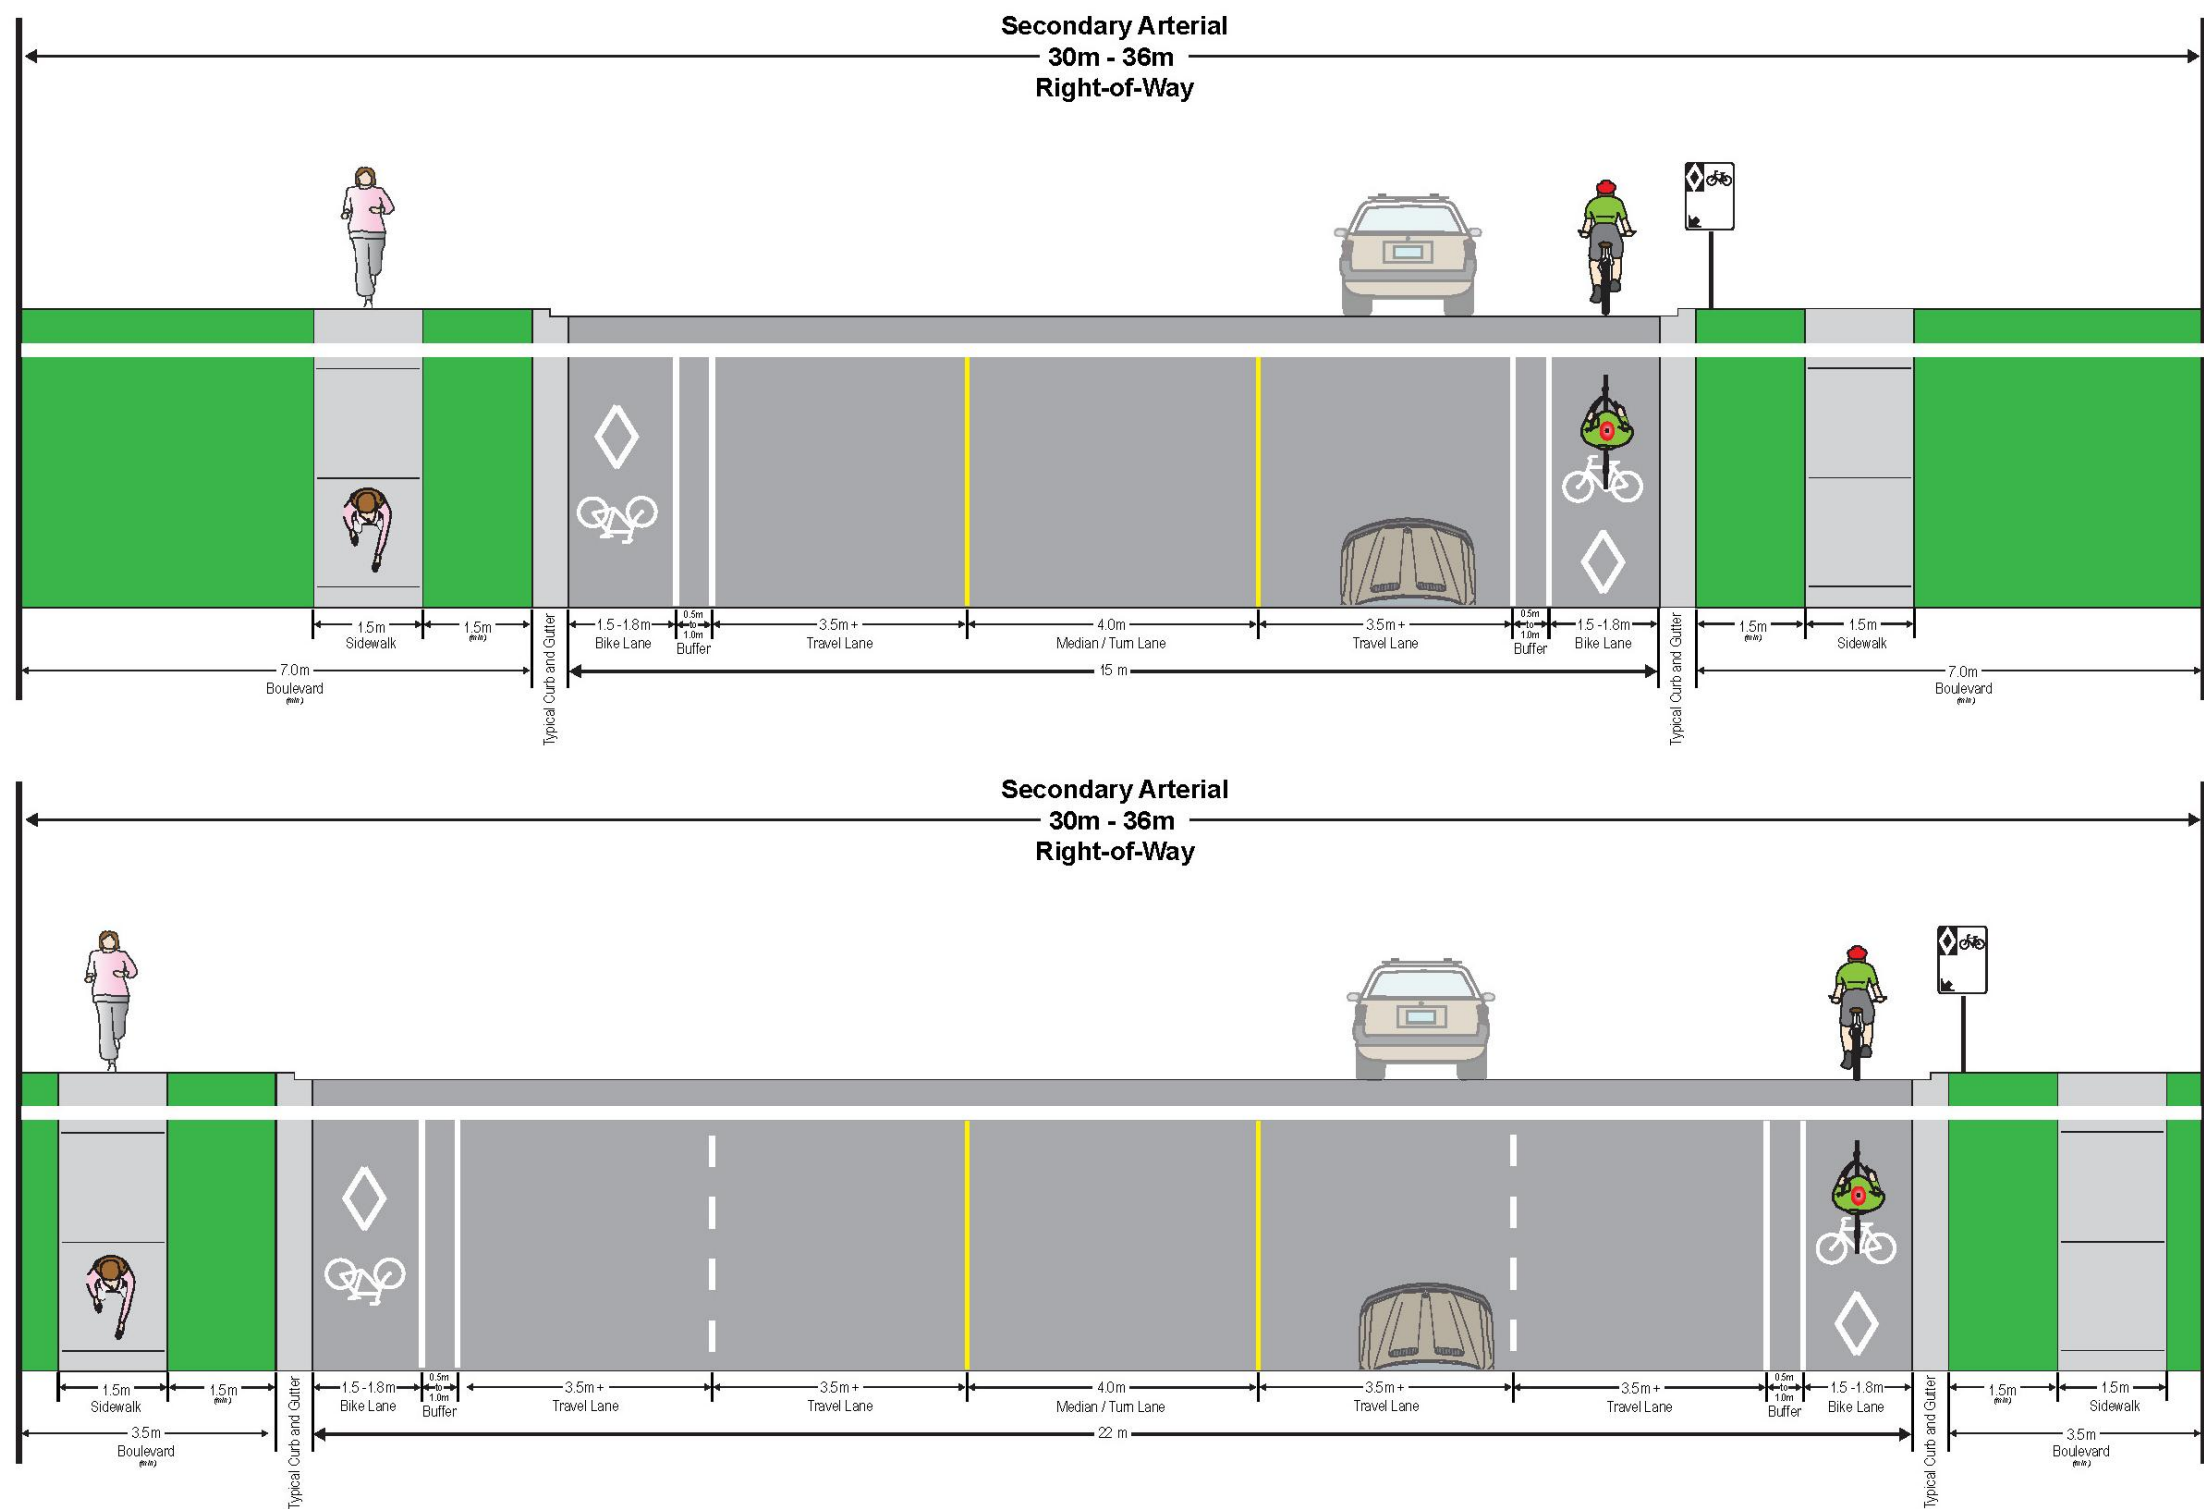 Secondary Arterial
30m - 36m
Right-of-Way
1.5m
Sidewalk
1.5m
(min)
Typical Curb and Gutter
1.5 -1.8m
Bike Lane
0.5m
to
1.0m
Buffer
3.5m+
Travel Lane
4.0m
Median / Turn Lane
3.5m+
Travel Lane
0.5m
to
1.0m
Buffer
1.5 -1.8m
Bike Lane
Typical Curb and Gutter
1.5m
(min)
1.5m
Sidewalk
7.0m
Boulevard
(min)
15 m
7.0m
Boulevard
(min)
Secondary Arterial
30m - 36m
Right-of-Way
1.5m
Sidewalk
1.5m
(min)
Typical Curb and Gutter
1.5 -1.8m
Bike Lane
0.5m
to
1.0m
Buffer
3.5m+
Travel Lane
3.5m+
Travel Lane
4.0m
Median / Turn Lane
3.5m+
Travel Lane
3.5m+
Travel Lane
0.5m
to
1.0m
Buffer
1.5 -1.8m
Bike Lane
Typical Curb and Gutter
1.5m
(min)
1.5m
Sidewalk
3.5m
Boulevard
(min)
22 m
3.5m
Boulevard
(min)